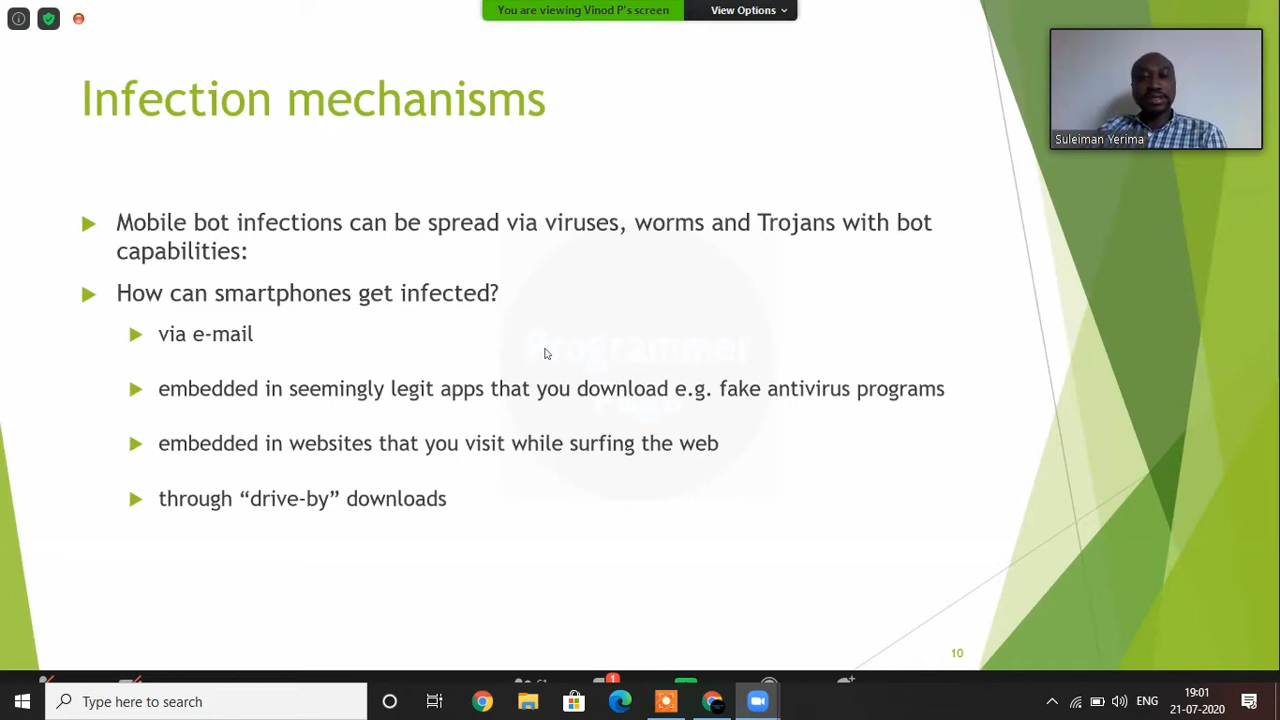 You are viewing Vinod P's screen
View Options
Infection mechanisms
Suleiman Yerima
Mobile bot infections can be spread via viruses, worms and Trojans with bot
capabilities:
How can smartphones get infected?
via e-mail
Programmer
embedded in seemingly legit apps that you download e.g. fake antivirus programs
embedded in websites that you visit while surfing the web
through “drive-by” downloads
10
1
Type here to search
ENG
19:01
21-07-2020